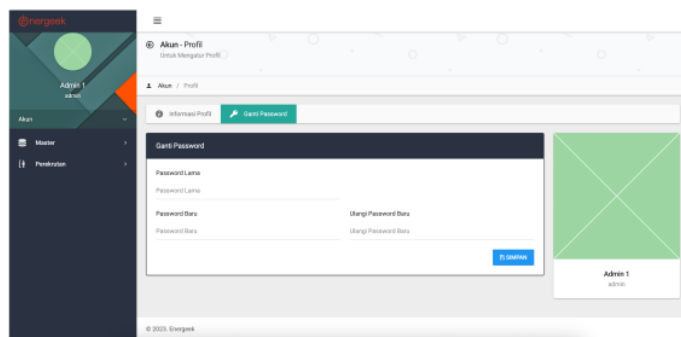 energeek
Akun - Profil
Untuk Mengatur Profil
Admin 1
admin
Akun / Profil
Akun
Informasi Profil
Ganti Password
Master
Perekrutan
Ganti Password
Password Lama
Password Lama
Password Baru
Ulangi Password Baru
Password Baru
Ulangi Password Baru
SIMPAN
Admin 1
admin
© 2023. Energeek